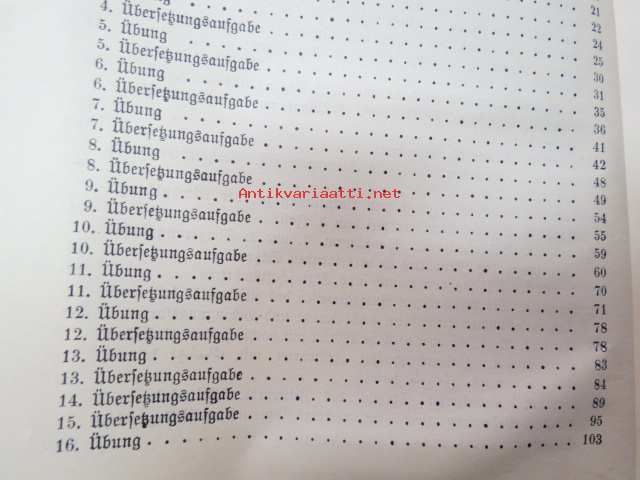 21
22
24
4. Übersetzungsaufgabe . . . 25
5. Übung . . . 30
5. Übersetzungsaufgabe . . . 31
6. Übung . . . 35
6. Übersetzungsaufgabe . . . 36
7. Übung . . . 41
7. Übersetzungsaufgabe . . . 42
8. Übung . . . 48
8. Übersetzungsaufgabe . . . 49
Antikvariaatti.net
9. Übung . . . 54
9. Übersetzungsaufgabe . . . 55
10. Übung . . . 59
10. Übersetzungsaufgabe . . . 60
11. Übung . . . 70
11. Übersetzungsaufgabe . . . 71
12. Übung . . . 78
12. Übersetzungsaufgabe . . . 78
13. Übung . . . 83
13. Übersetzungsaufgabe . . . 84
14. Übersetzungsaufgabe . . . 89
15. Übersetzungsaufgabe . . . 95
16. Übung . . . 103